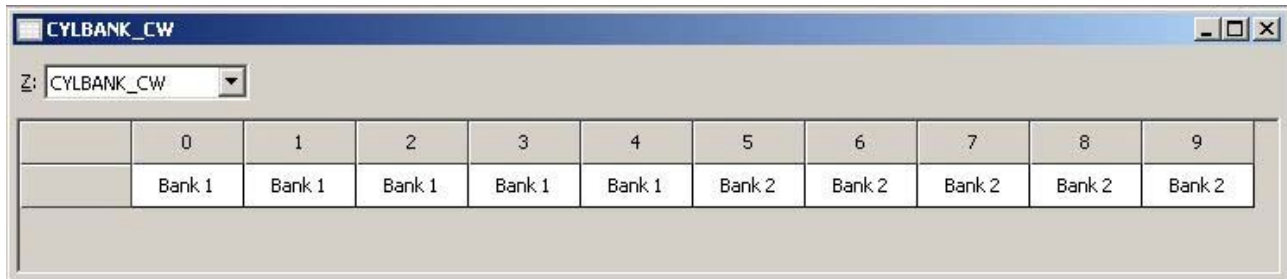 CYLBANK_CW
Z: CYLBANK_CW
0 1 2 3 4 5 6 7 8 9
Bank 1 Bank 1 Bank 1 Bank 1 Bank 1 Bank 2 Bank 2 Bank 2 Bank 2 Bank 2